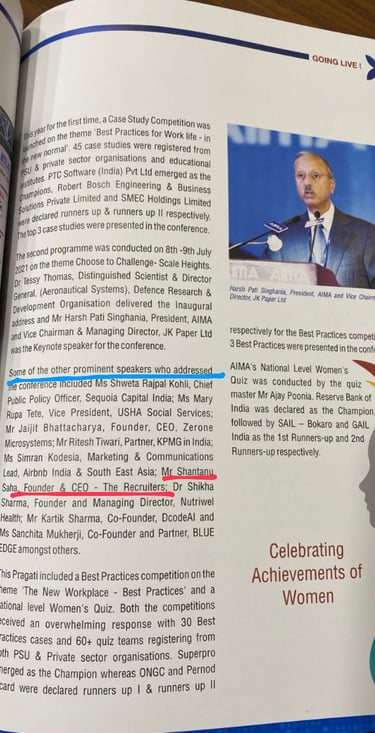 GOING LIVE !
This year for the first time, a Case Study Competition was
launched on the theme 'Best Practices for Work life - in
the new normal'. 45 case studies were registered from
PSU & private sector organisations and educational
institutes. PTC Software (India) Pvt Ltd emerged as the
Champions, Robert Bosch Engineering & Business
Solutions Private Limited and SMEC Holdings Limited
were declared runners up & runners up II respectively.
The top 3 case studies were presented in the conference.
The second programme was conducted on 8th -9th July
2021 on the theme Choose to Challenge- Scale Heights.
Dr Tessy Thomas, Distinguished Scientist & Director
General, (Aeronautical Systems), Defence Research &
Development Organisation delivered the Inaugural
address and Mr Harsh Pati Singhania, President, AIMA
and Vice Chairman & Managing Director, JK Paper Ltd
was the Keynote speaker for the conference.
Some of the other prominent speakers who addressed
the conference included Ms Shweta Rajpal Kohli, Chief
Public Policy Officer, Sequoia Capital India; Ms Mary
Rupa Tete, Vice President, USHA Social Services;
Mr Jaijit Bhattacharya, Founder, CEO, Zerone
Microsystems; Mr Ritesh Tiwari, Partner, KPMG in India;
Ms Simran Kodesia, Marketing & Communications
Lead, Airbnb India & South East Asia; Mr Shantanu
Saha, Founder & CEO - The Recruiters; Dr Shikha
Sharma, Founder and Managing Director, Nutriwel
Health; Mr Kartik Sharma, Co-Founder, DcodeAI and
Ms Sanchita Mukherji, Co-Founder and Partner, BLUE
EDGE amongst others.
This Pragati included a Best Practices competition on the
theme 'The New Workplace - Best Practices' and a
national level Women's Quiz. Both the competitions
received an overwhelming response with 30 Best
Practices cases and 60+ quiz teams registering from
both PSU & Private sector organisations. Superpro
emerged as the Champion whereas ONGC and Pernod
Ricard were declared runners up I & runners up II
AIMA
Harsh Pati Singhania, President, AIMA and Vice Chairm
Director, JK Paper Ltd
respectively for the Best Practices competi
3 Best Practices were presented in the confe
AIMA's National Level Women's
Quiz was conducted by the quiz
master Mr Ajay Poonia. Reserve Bank of
India was declared as the Champion,
followed by SAIL – Bokaro and GAIL
India as the 1st Runners-up and 2nd
Runners-up respectively.
Celebrating
Achievements of
Women